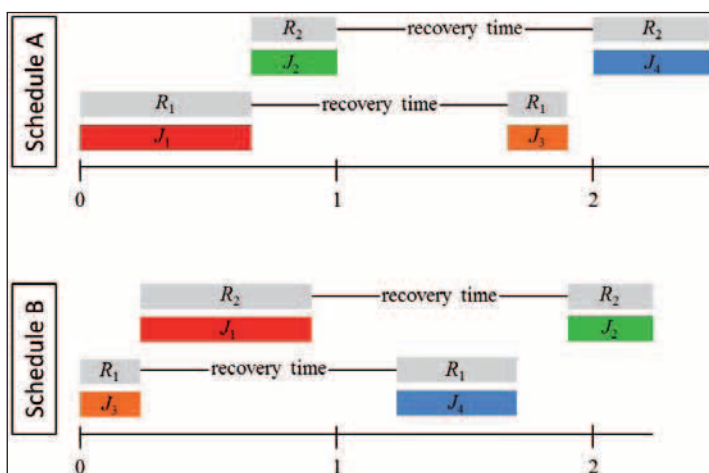 Schedule A
R₂ recovery time R₂
J₂ J₄
R₁ recovery time R₁
J₁ J₃
0 1 2
Schedule B
R₂ recovery time R₂
J₁ J₂
R₁ recovery time R₁
J₃ J₄
0 1 2